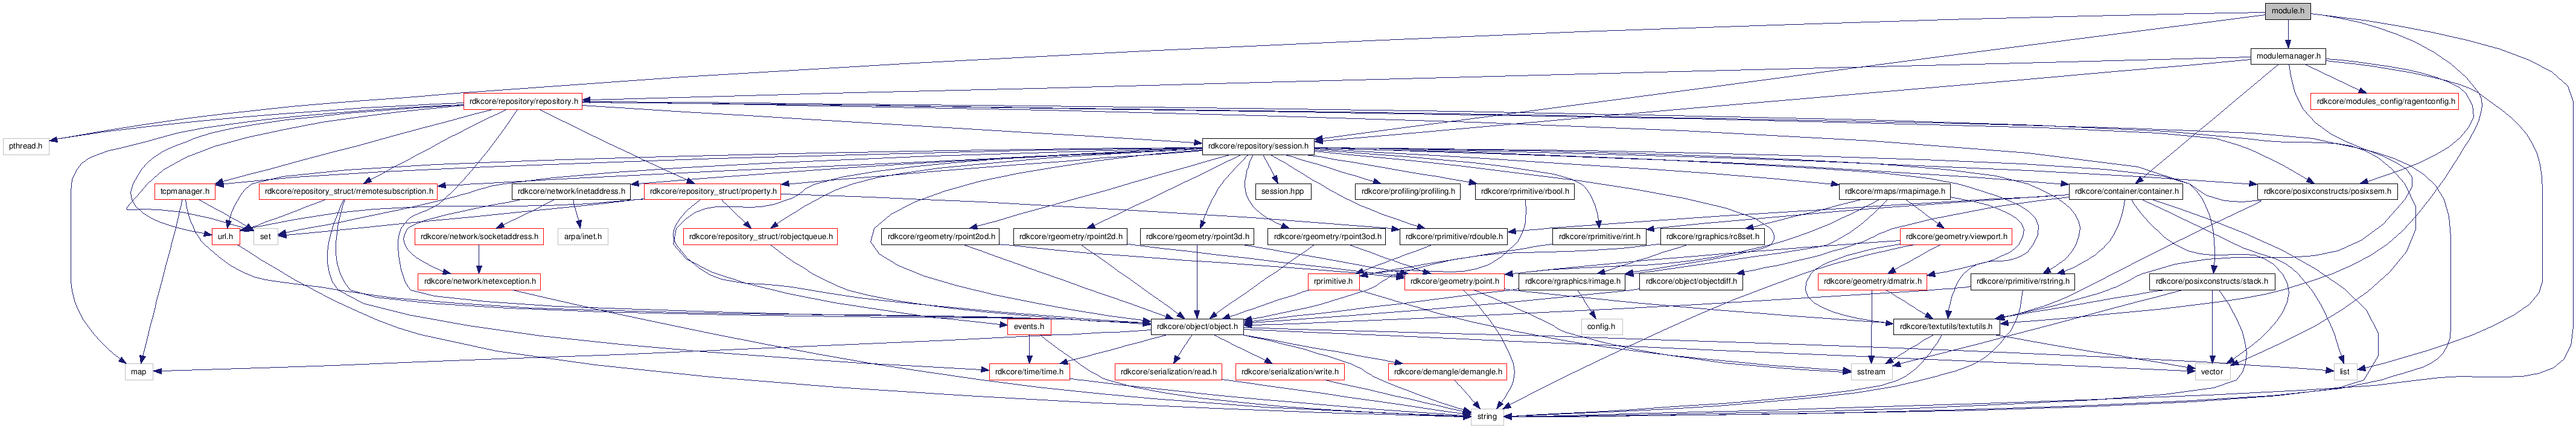 module.h
modulemanager.h
rdkcore/repository/repository.h
rdkcore/modules_config/ragentconfig.h
pthread.h
rdkcore/repository/session.h
tcpmanager.h
rdkcore/repository_struct/rremotesubscription.h
rdkcore/network/inetaddress.h
rdkcore/repository_struct/property.h
session.hpp
rdkcore/profiling/profiling.h
rdkcore/rprimitive/rbool.h
rdkcore/rmaps/rmapimage.h
rdkcore/container/container.h
rdkcore/posixconstructs/posixsem.h
url.h
set
rdkcore/network/socketaddress.h
arpa/inet.h
rdkcore/repository_struct/robjectqueue.h
rdkcore/rgeometry/rpoint2od.h
rdkcore/rgeometry/rpoint2d.h
rdkcore/rgeometry/rpoint3d.h
rdkcore/rgeometry/rpoint3od.h
rdkcore/rprimitive/rdouble.h
rdkcore/rprimitive/rint.h
rdkcore/rgraphics/rc8set.h
rdkcore/geometry/viewport.h
rdkcore/network/netexception.h
rprimitive.h
rdkcore/geometry/point.h
rdkcore/rgraphics/rimage.h
rdkcore/object/objectdiff.h
rdkcore/geometry/dmatrix.h
rdkcore/rprimitive/rstring.h
rdkcore/posixconstructs/stack.h
events.h
rdkcore/object/object.h
config.h
rdkcore/textutils/textutils.h
map
rdkcore/time/time.h
rdkcore/serialization/read.h
rdkcore/serialization/write.h
rdkcore/demangle/demangle.h
sstream
vector
list
string